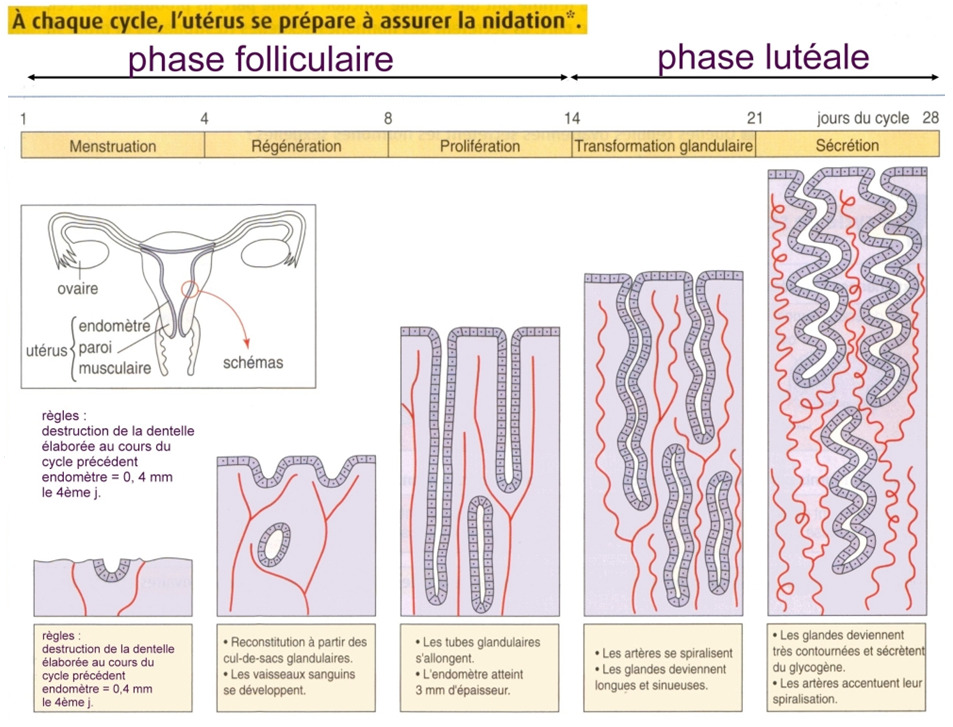 À chaque cycle, l'utérus se prépare à assurer la nidation*.
phase folliculaire
phase lutéale
1 4 8 14 21 jours du cycle 28
Menstruation Régénération Prolifération Transformation glandulaire Sécrétion
ovaire
endomètre
utérus paroi
musculaire
schémas
règles :
destruction de la dentelle
élaborée au cours du
cycle précédent
endomètre = 0, 4 mm
le 4ème j.
règles :
destruction de la dentelle
élaborée au cours du
cycle précédent
endomètre = 0,4 mm
le 4ème j.
• Reconstitution à partir des
cul-de-sacs glandulaires.
• Les vaisseaux sanguins
se développent.
• Les tubes glandulaires
s'allongent.
• L'endomètre atteint
3 mm d'épaisseur.
• Les artères se spiralisent
• Les glandes deviennent
longues et sinueuses.
• Les glandes deviennent
très contournées et sécrètent
du glycogène.
• Les artères accentuent leur
spiralisation.